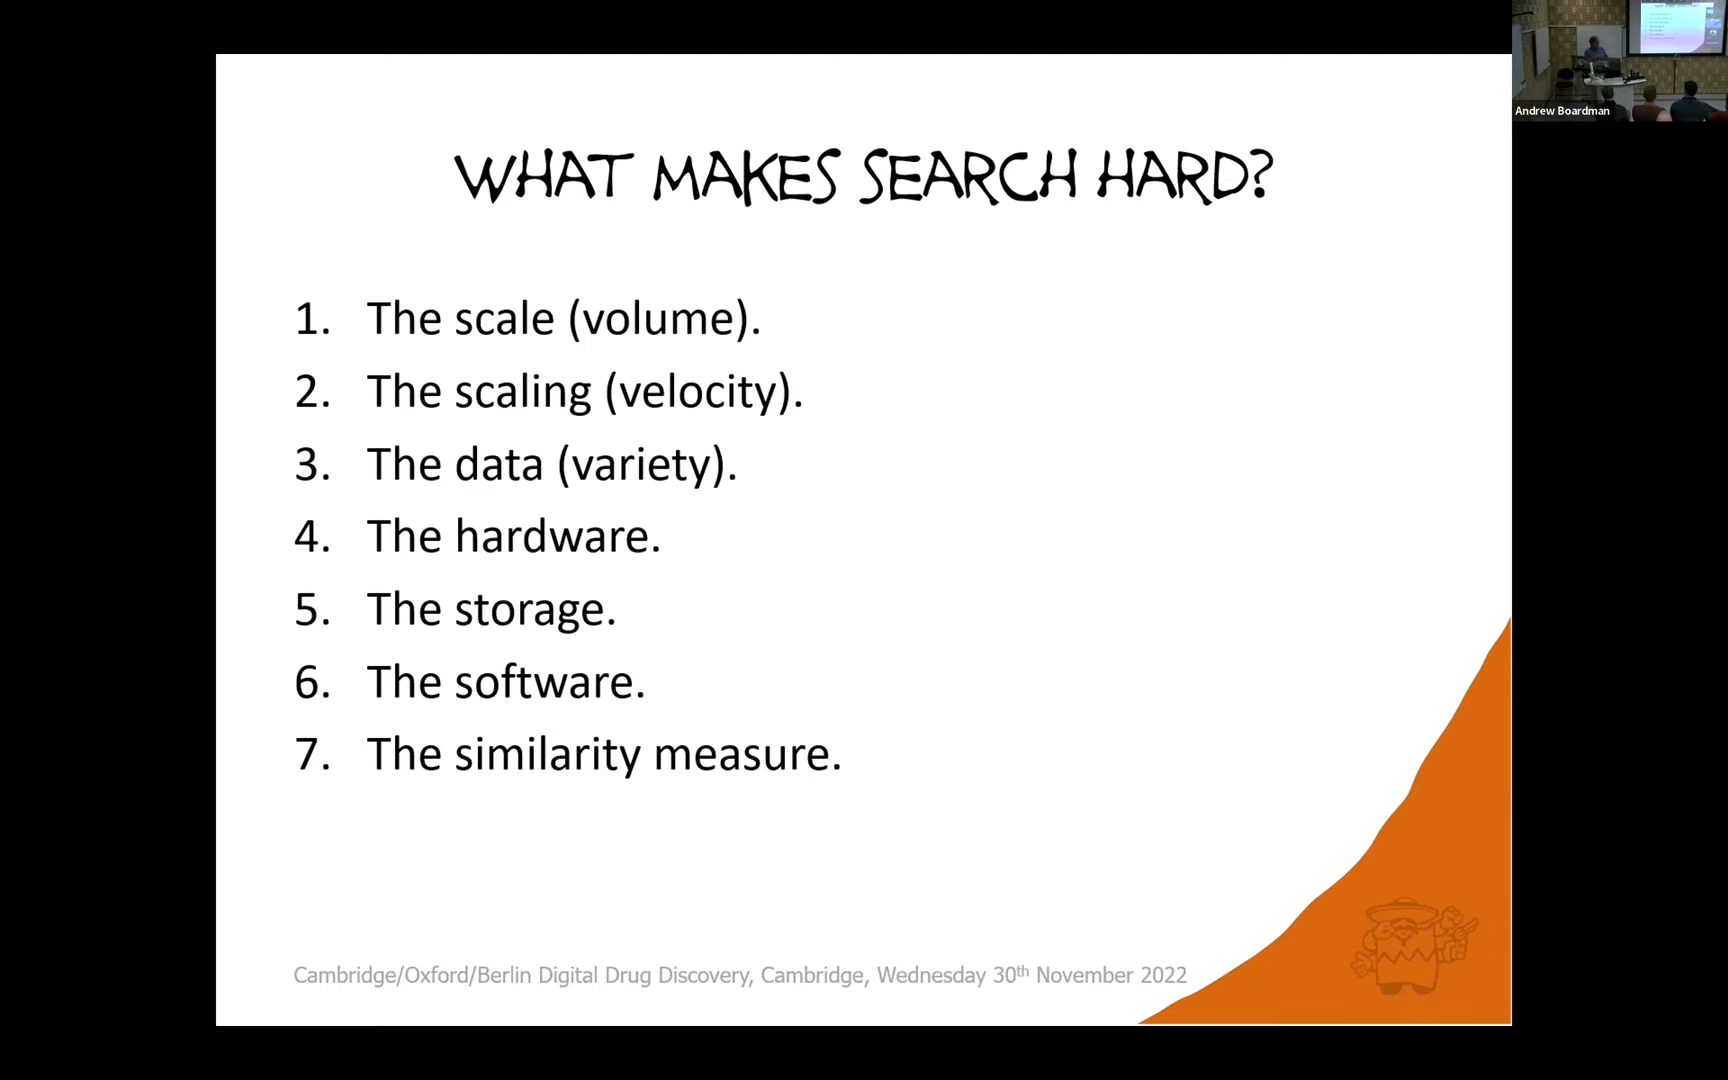 Andrew Boardman
WHAT MAKES SEARCH HARD?
1. The scale (volume).
2. The scaling (velocity).
3. The data (variety).
4. The hardware.
5. The storage.
6. The software.
7. The similarity measure.
Cambridge/Oxford/Berlin Digital Drug Discovery, Cambridge, Wednesday 30th November 2022